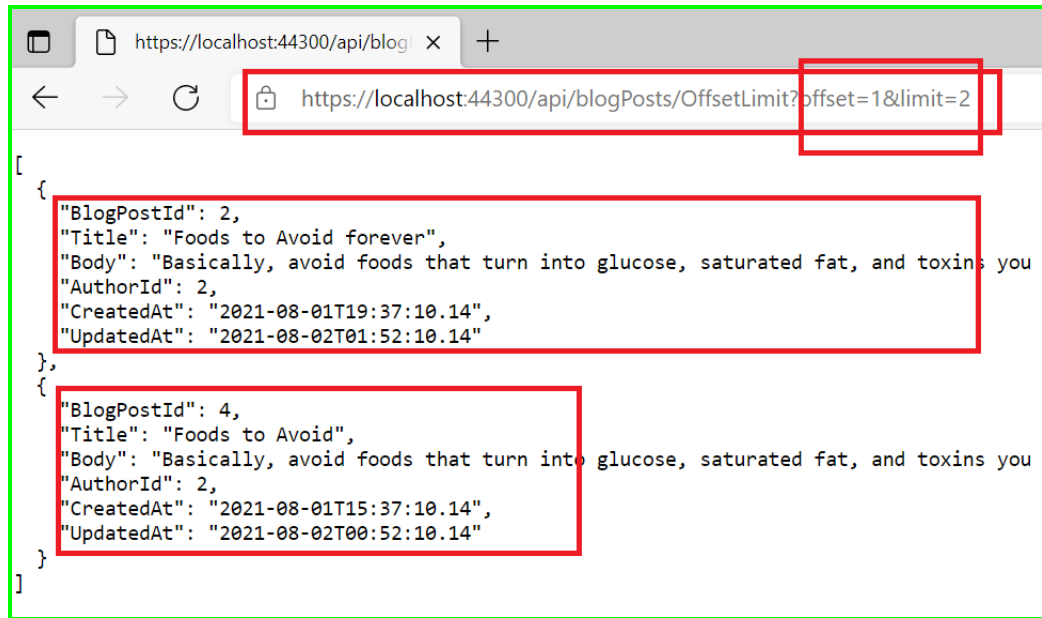 https://localhost:44300/api/blog
https://localhost:44300/api/blogPosts/OffsetLimit?offset=1&limit=2
[
{
"BlogPostId": 2,
"Title": "Foods to Avoid forever",
"Body": "Basically, avoid foods that turn into glucose, saturated fat, and toxins you
"AuthorId": 2,
"CreatedAt": "2021-08-01T19:37:10.14",
"UpdatedAt": "2021-08-02T01:52:10.14"
},
{
"BlogPostId": 4,
"Title": "Foods to Avoid",
"Body": "Basically, avoid foods that turn into glucose, saturated fat, and toxins you
"AuthorId": 2,
"CreatedAt": "2021-08-01T15:37:10.14",
"UpdatedAt": "2021-08-02T00:52:10.14"
}
]